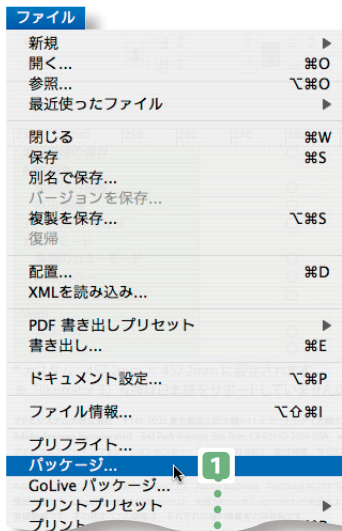 ファイル
新規
開く... ⌘O
参照... ⌥⌘O
最近使ったファイル
閉じる ⌘W
保存 ⌘S
別名で保存...
バージョンを保存...
複製を保存... ⌥⌘S
復帰
配置... ⌘D
XMLを読み込み...
PDF 書き出しプリセット
書き出し... ⌘E
ドキュメント設定... ⌥⌘P
ファイル情報... ⌥⇧⌘I
プリフライト...
パッケージ... 1
GoLive パッケージ...
プリントプリセット
プリント...